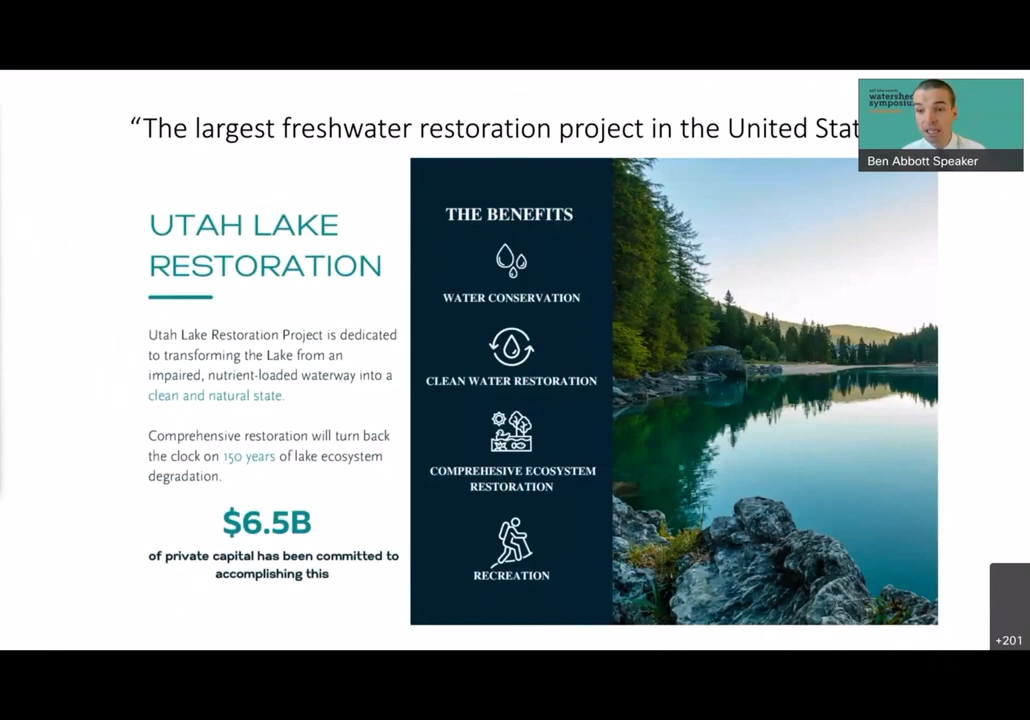 “The largest freshwater restoration project in the United
watershed
Ben Abbott Speaker
UTAH LAKE
RESTORATION
Utah Lake Restoration Project is dedicated
to transforming the Lake from an
impaired, nutrient-loaded waterway into a
clean and natural state.
Comprehensive restoration will turn back
the clock on 150 years of lake ecosystem
degradation.
$6.5B
of private capital has been committed to
accomplishing this
THE BENEFITS
WATER CONSERVATION
CLEAN WATER RESTORATION
COMPREHESIVE ECOSYSTEM
RESTORATION
RECREATION
+201